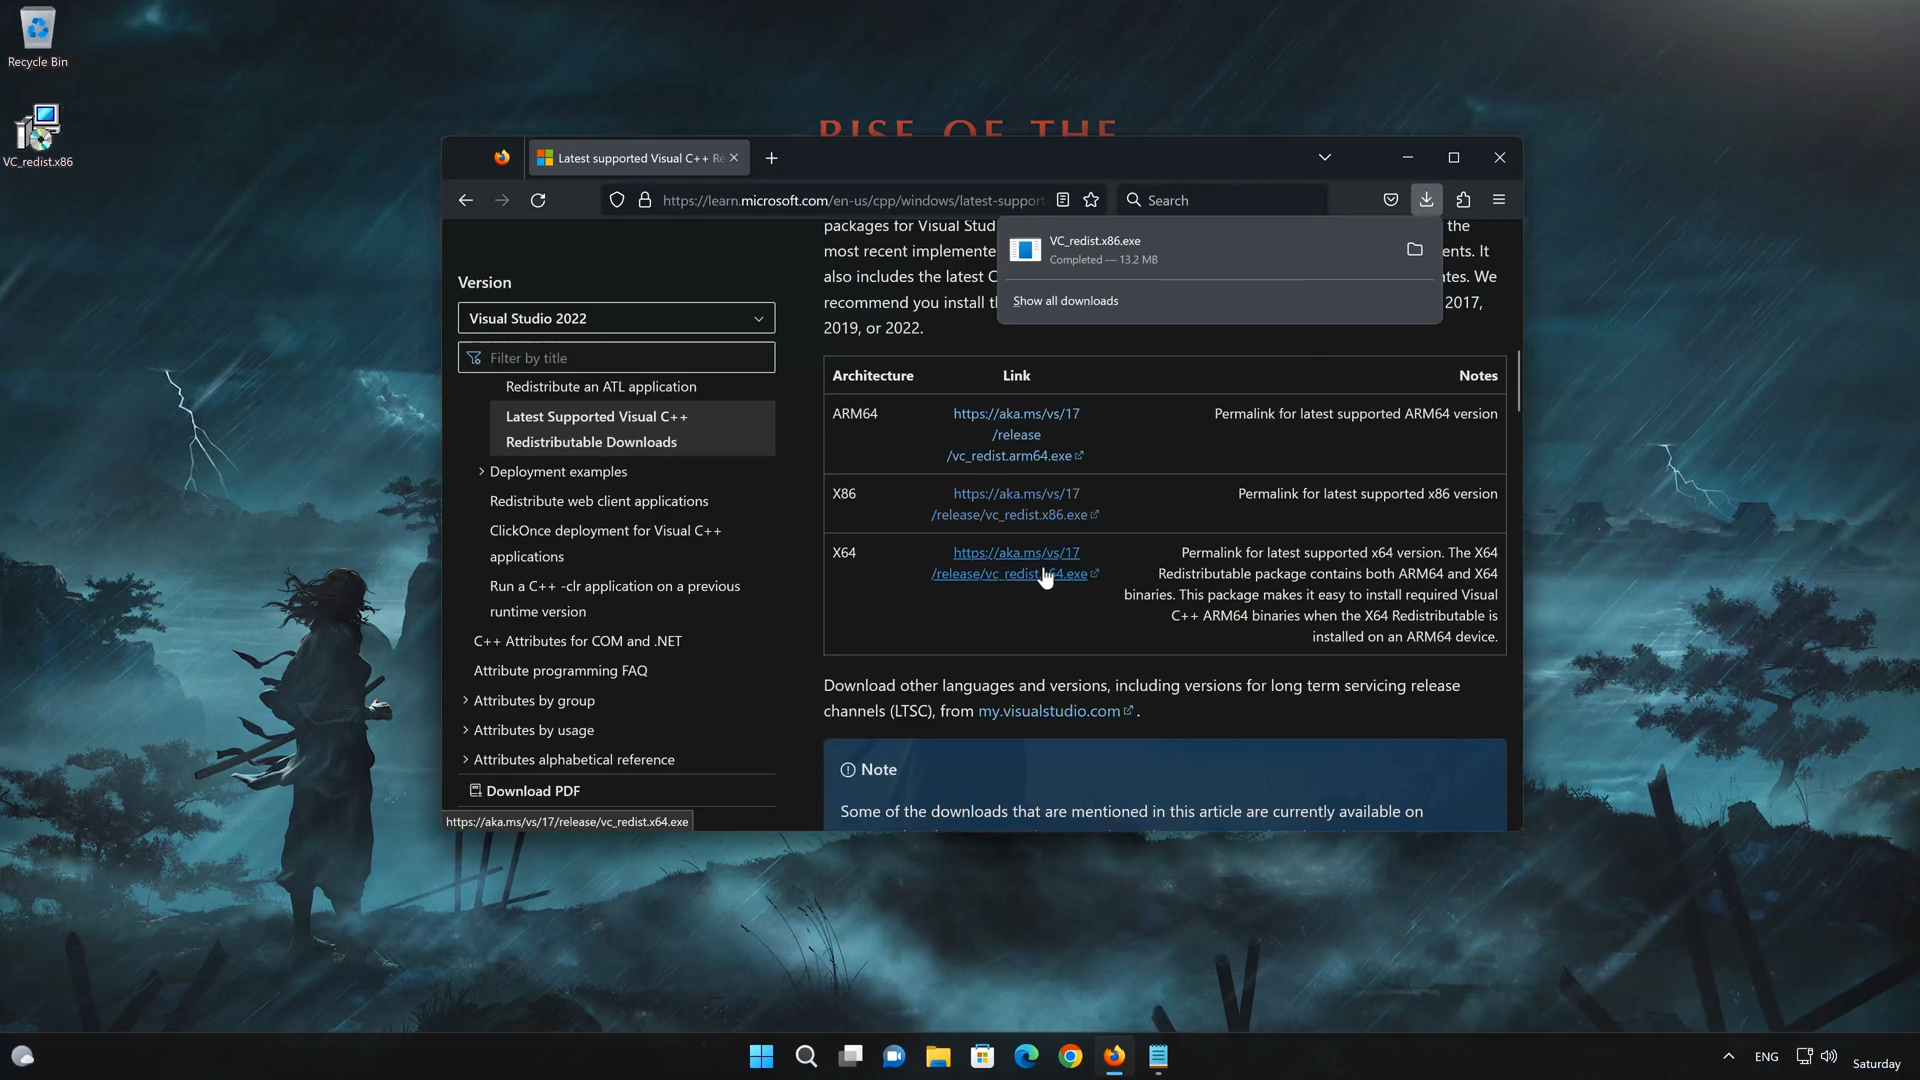 Recycle Bin
VC_redist.x86
RISE OF THE
Latest supported Visual C++ Re
https://learn.microsoft.com/en-us/cpp/windows/latest-support
Search
VC_redist.x86.exe
Completed — 13.2 MB
Show all downloads
Version
Visual Studio 2022
Filter by title
Redistribute an ATL application
Latest Supported Visual C++
Redistributable Downloads
Deployment examples
Redistribute web client applications
ClickOnce deployment for Visual C++
applications
Run a C++ -clr application on a previous
runtime version
C++ Attributes for COM and .NET
Attribute programming FAQ
Attributes by group
Attributes by usage
Attributes alphabetical reference
Download PDF
https://aka.ms/vs/17/release/vc_redist.x64.exe
packages for Visual Stud the
most recent implemente ents. It
also includes the latest C ates. We
recommend you install th 2017,
2019, or 2022.
Architecture Link Notes
ARM64 https://aka.ms/vs/17 Permalink for latest supported ARM64 version
/release
/vc_redist.arm64.exe
X86 https://aka.ms/vs/17 Permalink for latest supported x86 version
/release/vc_redist.x86.exe
X64 https://aka.ms/vs/17 Permalink for latest supported x64 version. The X64
/release/vc_redist.x64.exe Redistributable package contains both ARM64 and X64
binaries. This package makes it easy to install required Visual
C++ ARM64 binaries when the X64 Redistributable is
installed on an ARM64 device.
Download other languages and versions, including versions for long term servicing release
channels (LTSC), from my.visualstudio.com.
Note
Some of the downloads that are mentioned in this article are currently available on
ENG
Saturday